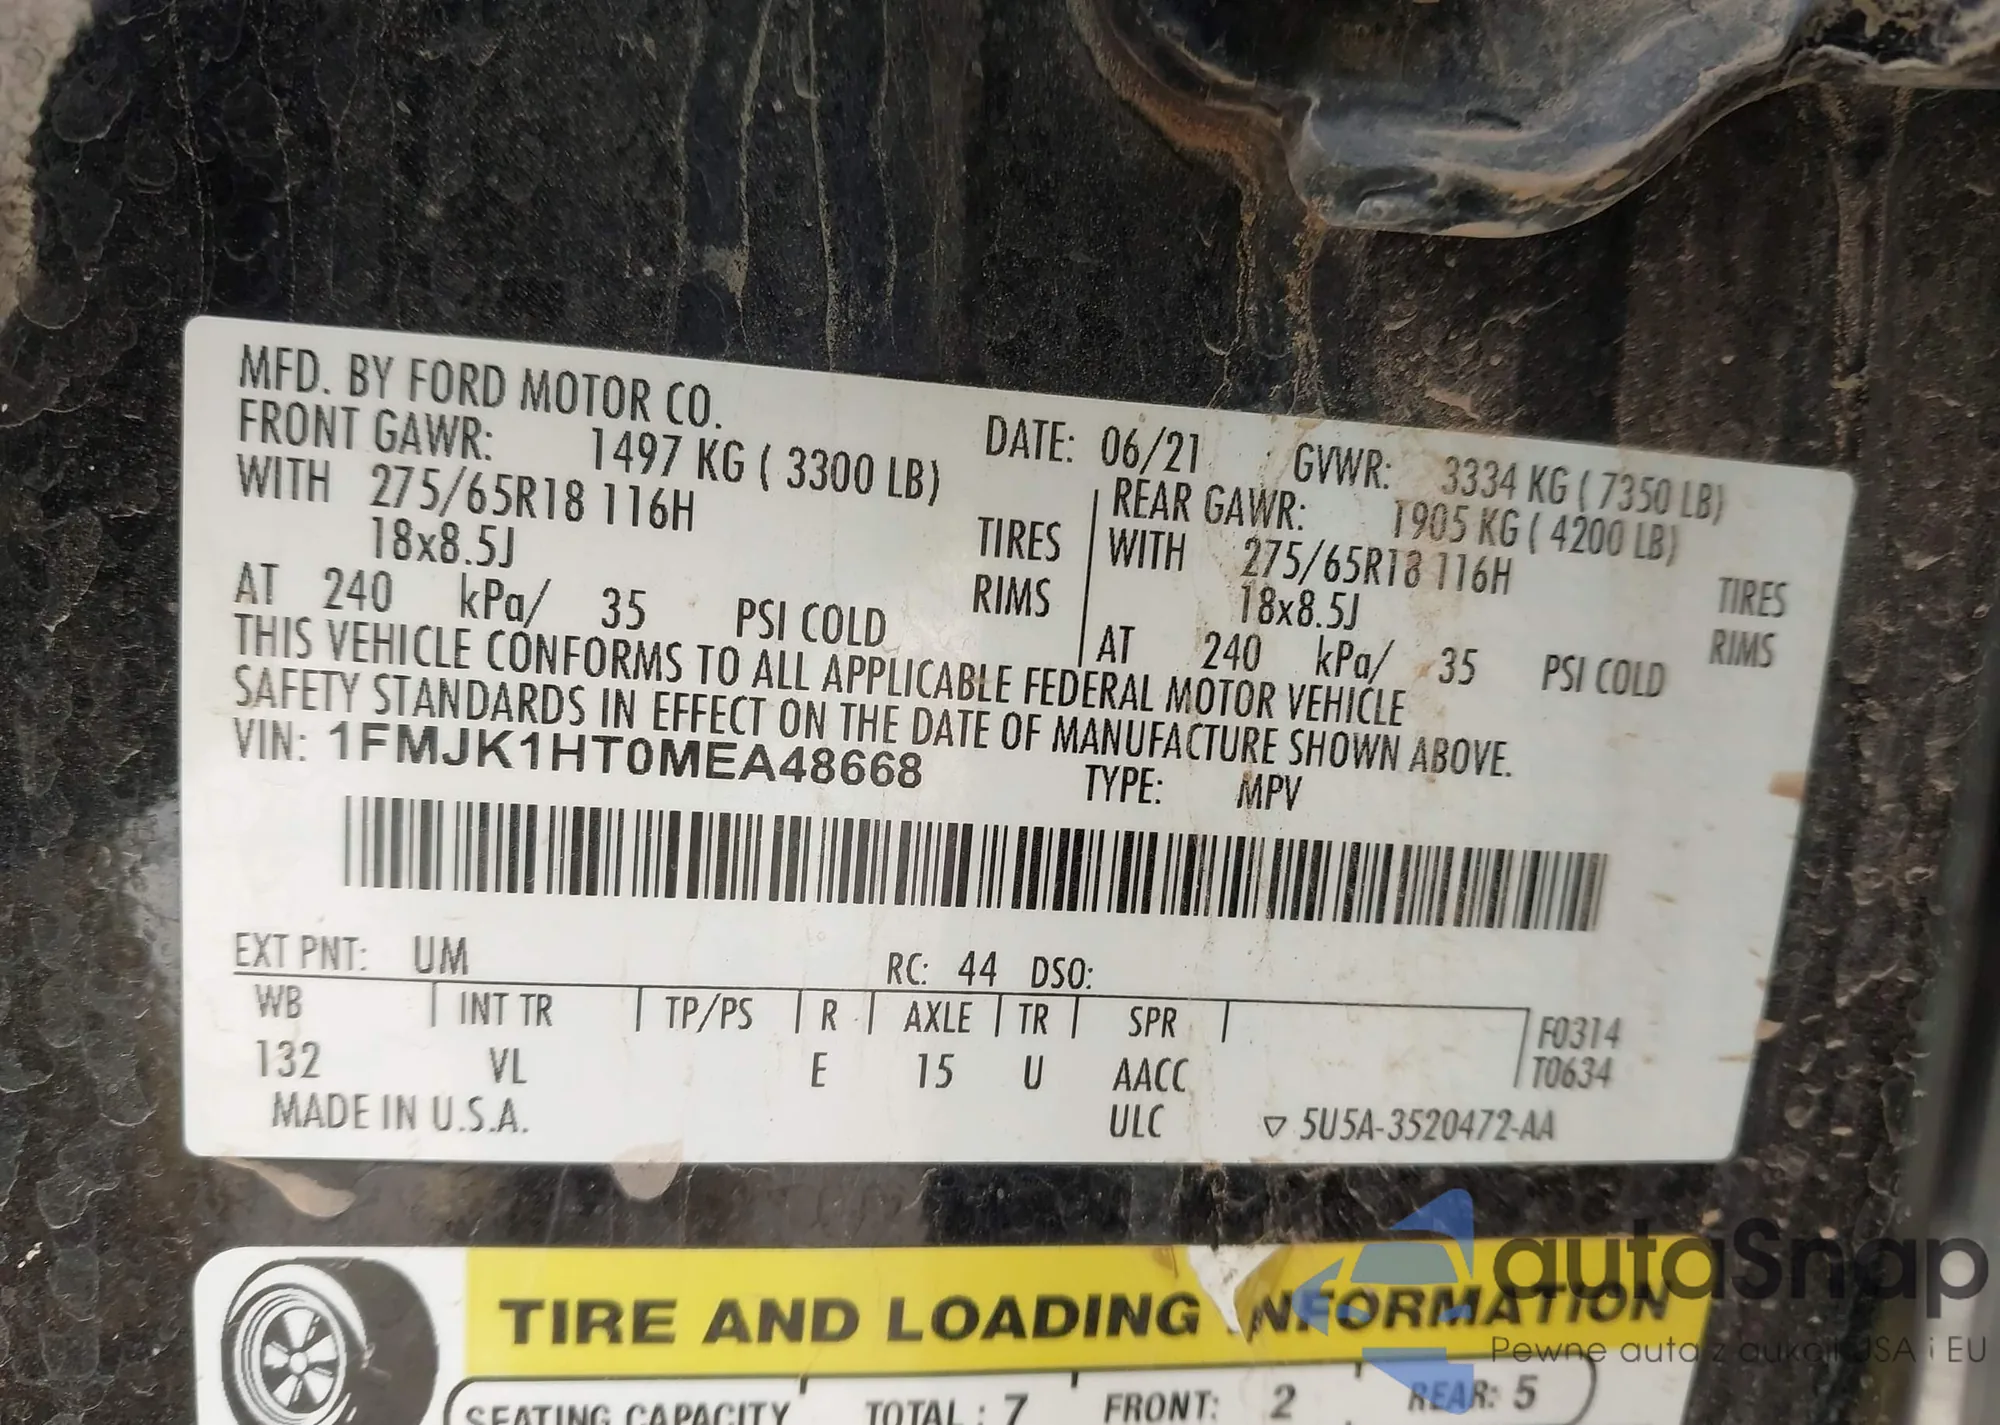 MFD. BY FORD MOTOR CO.
DATE: 06/21 GVWR: 3334 KG ( 7350 LB)
FRONT GAWR: 1497 KG ( 3300 LB)
WITH 275/65R18 116H TIRES
18x8.5J RIMS
AT 240 kPa/ 35 PSI COLD
REAR GAWR: 1905 KG ( 4200 LB)
WITH 275/65R18 116H TIRES
18x8.5J RIMS
AT 240 kPa/ 35 PSI COLD
THIS VEHICLE CONFORMS TO ALL APPLICABLE FEDERAL MOTOR VEHICLE
SAFETY STANDARDS IN EFFECT ON THE DATE OF MANUFACTURE SHOWN ABOVE.
VIN: 1FMJK1HT0MEA48668 TYPE: MPV
EXT PNT: UM RC: 44 DSO:
WB INT TR TP/PS R AXLE TR SPR F0314
132 VL E 15 U AACC T0634
MADE IN U.S.A. ULC ▽ 5U5A-3520472-AA
TIRE AND LOADING INFORMATION
SEATING CAPACITY TOTAL : 7 FRONT: 2 REAR: 5
autaSnap
Pewne auta z aukcji USA i EU